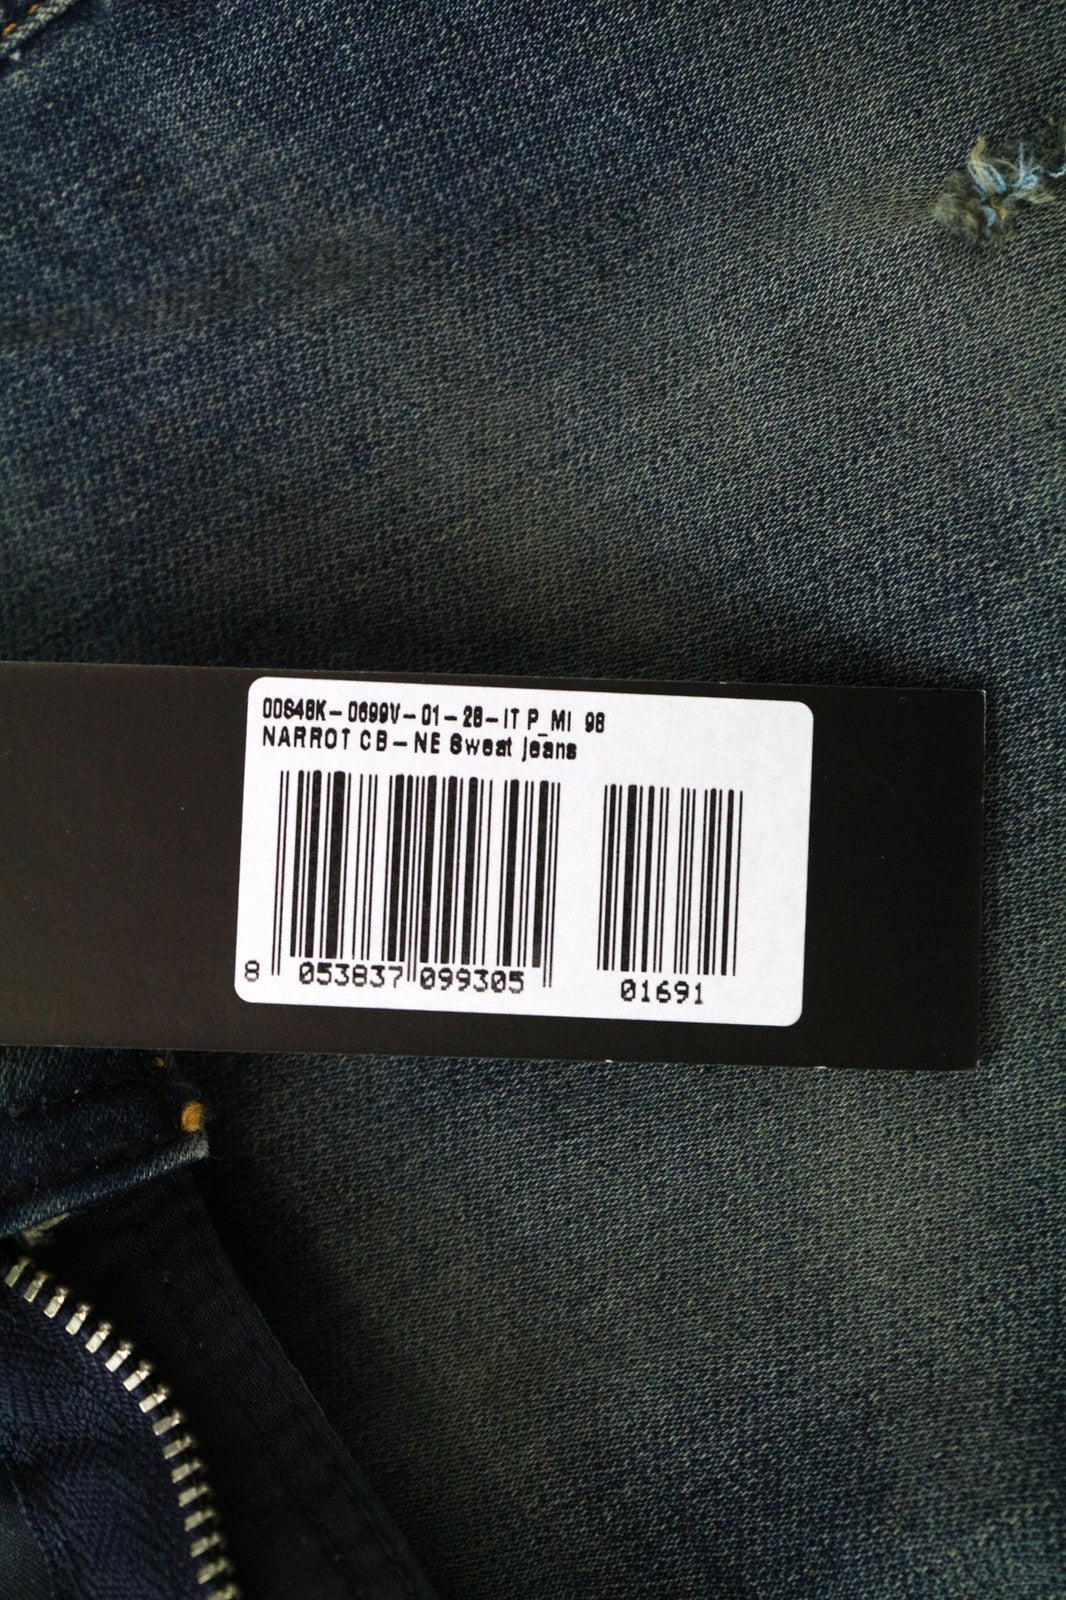 00S48K-0699V-01-28-IT P_MI 98
NARROT CB-NE Sweat jeans
8 053837 099305
01691